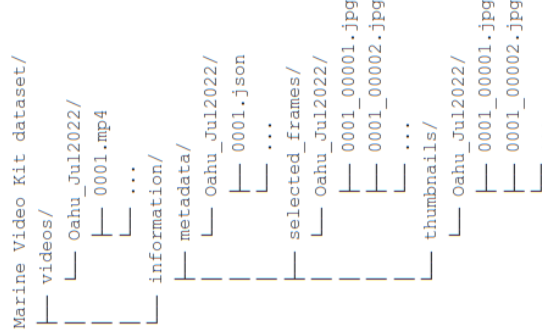 Marine Video Kit dataset/
├── videos/
│   └── Oahu_Jul2022/
│       ├── 0001.mp4
│       └── ...
└── information/
    ├── metadata/
    │   └── Oahu_Jul2022/
    │       ├── 0001.json
    │       └── ...
    ├── selected_frames/
    │   └── Oahu_Jul2022/
    │       ├── 0001_00001.jpg
    │       ├── 0001_00002.jpg
    │       └── ...
    └── thumbnails/
        └── Oahu_Jul2022/
            ├── 0001_00001.jpg
            ├── 0001_00002.jpg